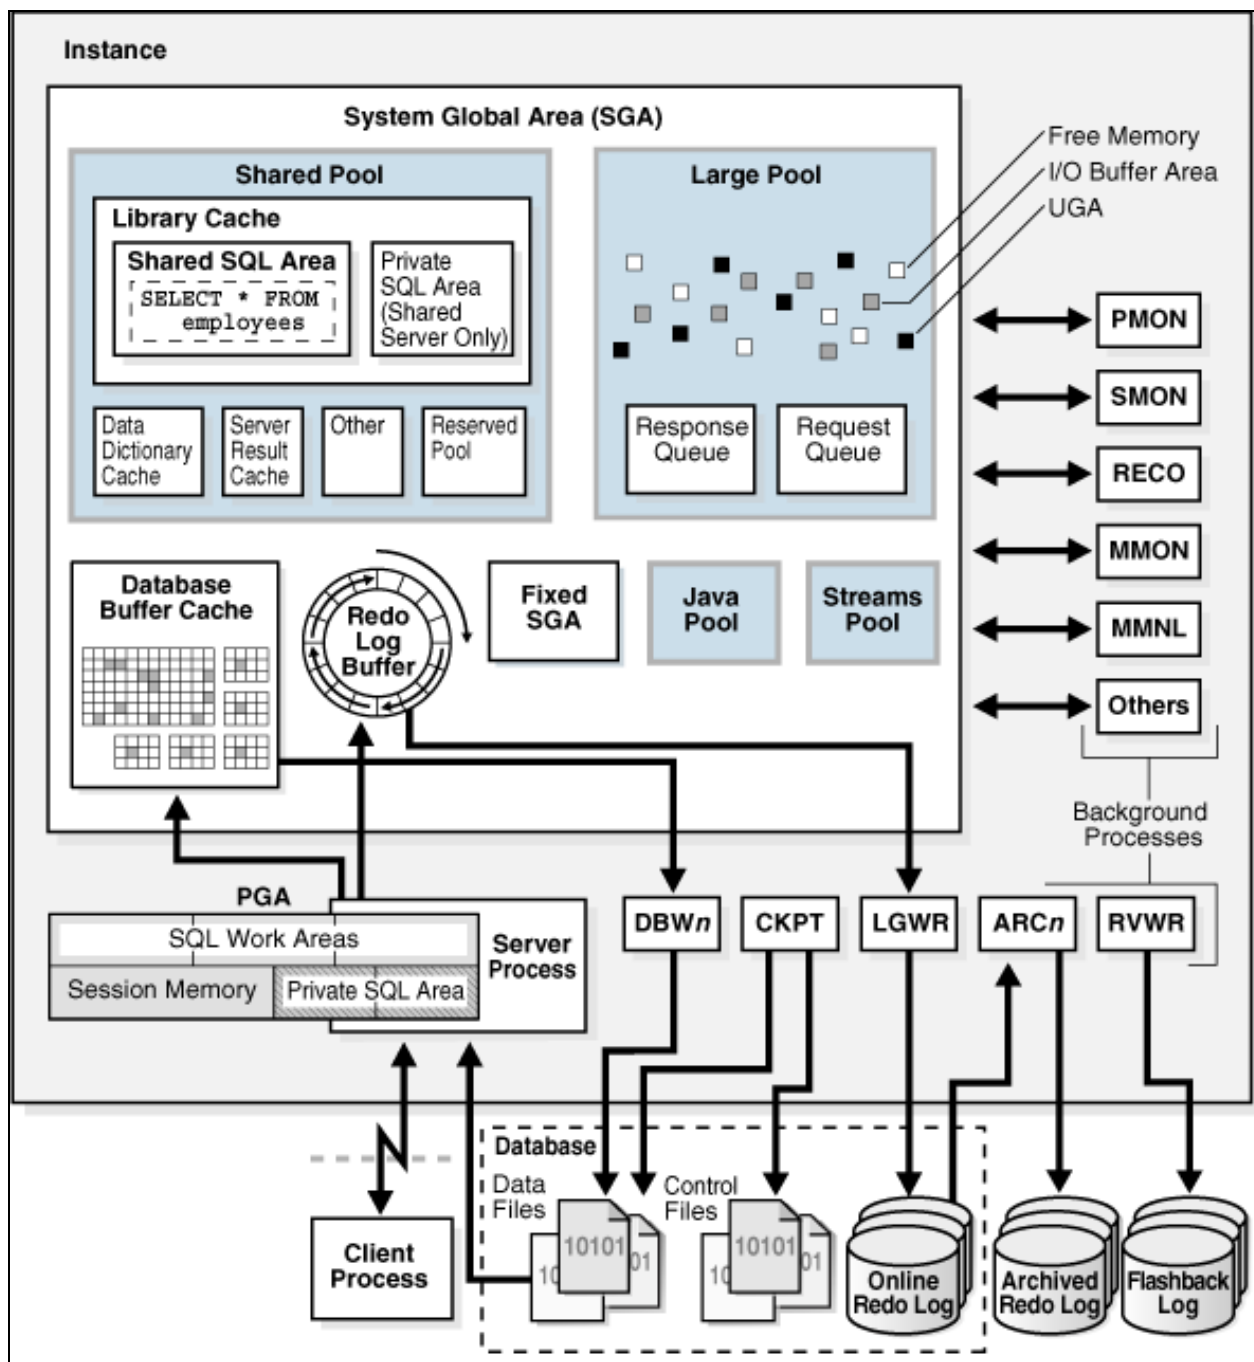 Instance
System Global Area (SGA)
Shared Pool
Library Cache
Shared SQL Area
SELECT * FROM
employees
Private
SQL Area
(Shared
Server Only)
Data
Dictionary
Cache
Server
Result
Cache
Other
Reserved
Pool
Large Pool
Response
Queue
Request
Queue
Free Memory
I/O Buffer Area
UGA
PMON
SMON
RECO
MMON
MMNL
Others
Background
Processes
Database
Buffer Cache
Redo
Log
Buffer
Fixed
SGA
Java
Pool
Streams
Pool
PGA
SQL Work Areas
Session Memory
Private SQL Area
Server
Process
DBWn
CKPT
LGWR
ARCn
RVWR
Client
Process
Database
Data
Files
10
10101
01
Control
Files
10
10101
01
Online
Redo Log
Archived
Redo Log
Flashback
Log